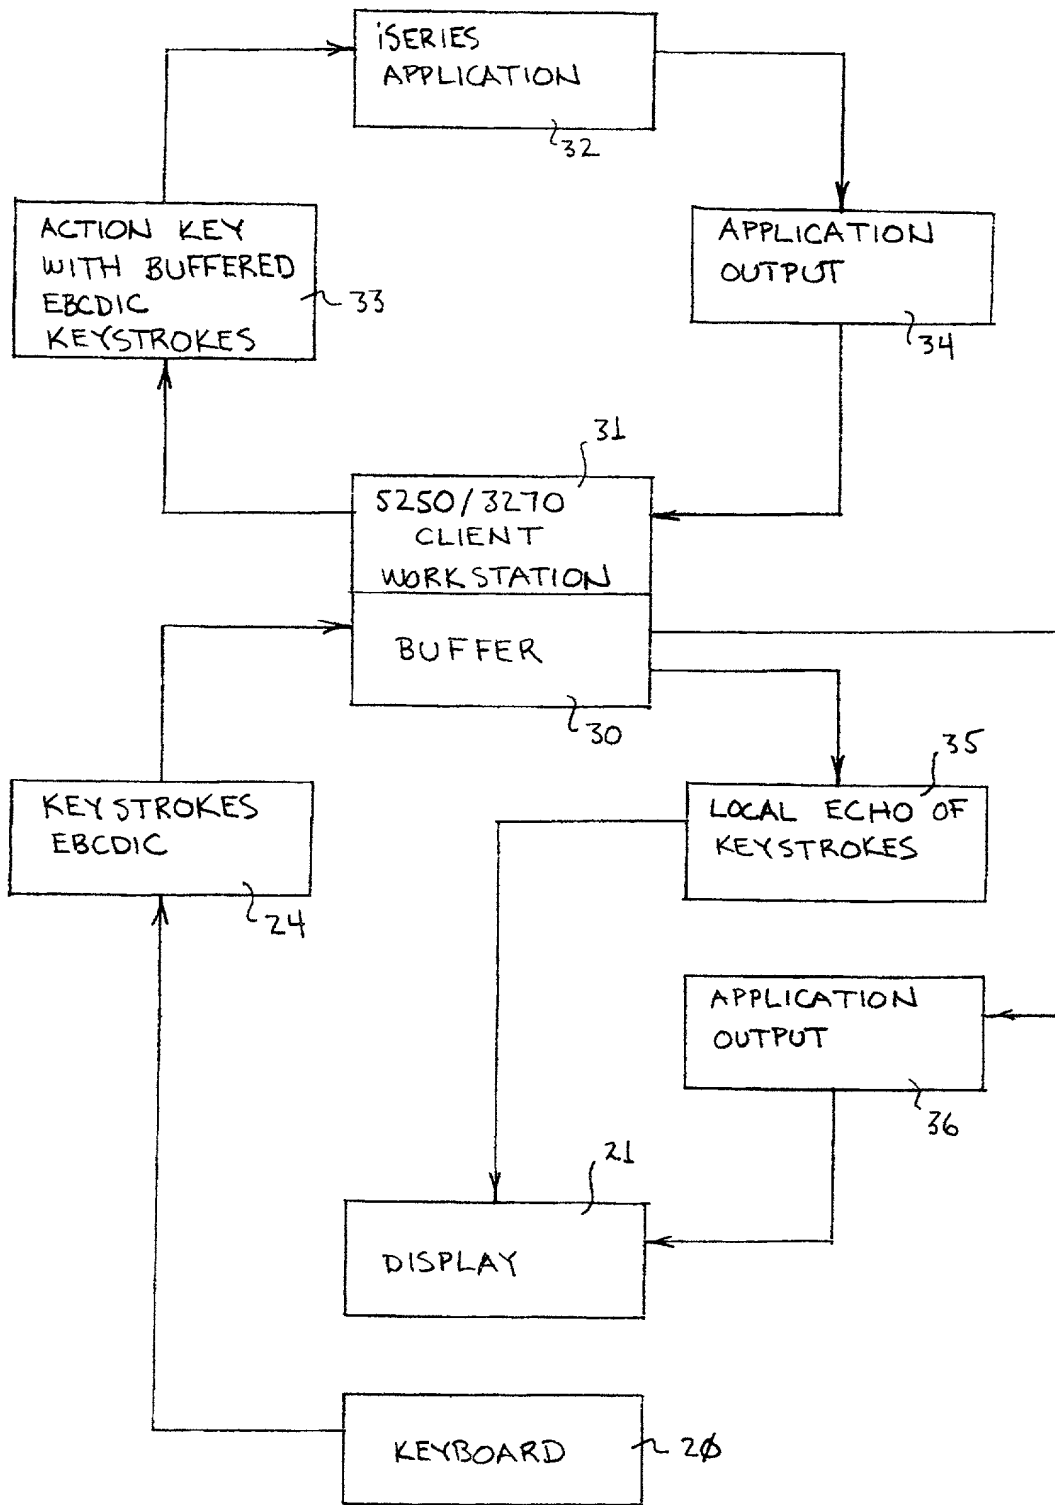 iSERIES
APPLICATION
32
ACTION KEY
WITH BUFFERED
EBCDIC
KEYSTROKES
33
APPLICATION
OUTPUT
34
31
5250/3270
CLIENT
WORKSTATION
BUFFER
30
KEYSTROKES
EBCDIC
24
35
LOCAL ECHO OF
KEYSTROKES
APPLICATION
OUTPUT
36
21
DISPLAY
KEYBOARD
20